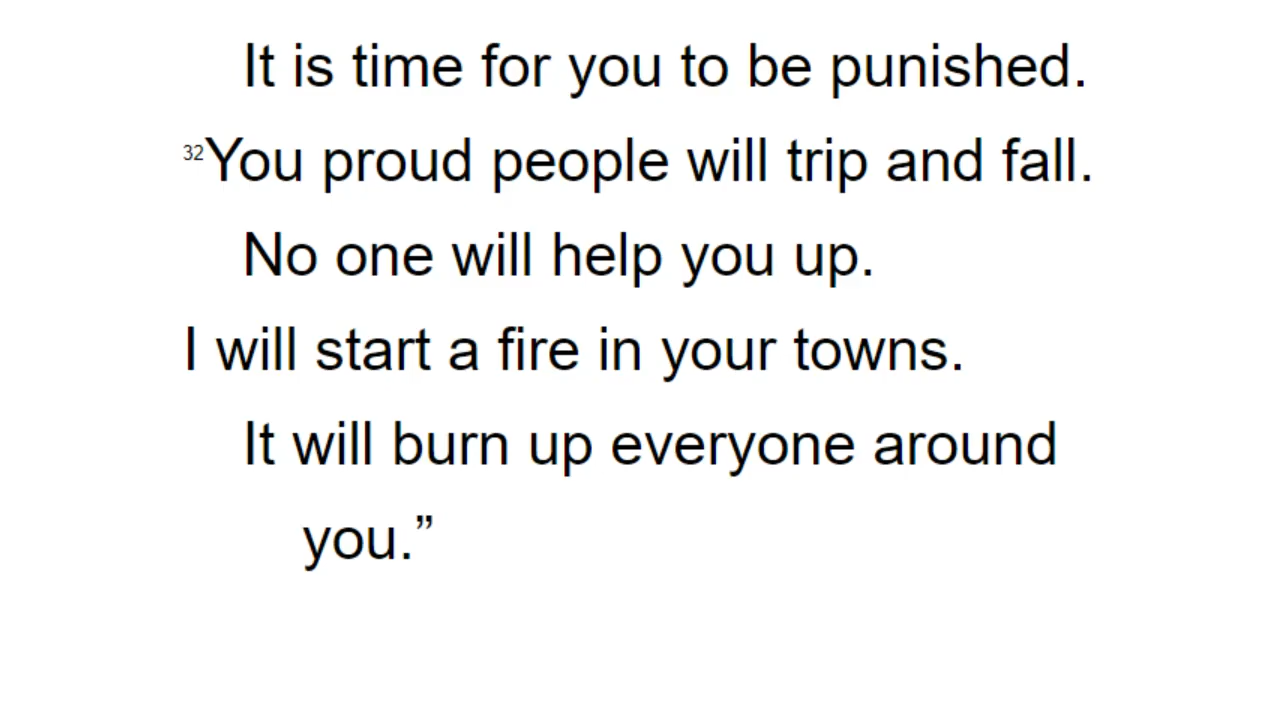 It is time for you to be punished.
32You proud people will trip and fall.
No one will help you up.
I will start a fire in your towns.
It will burn up everyone around
you.”